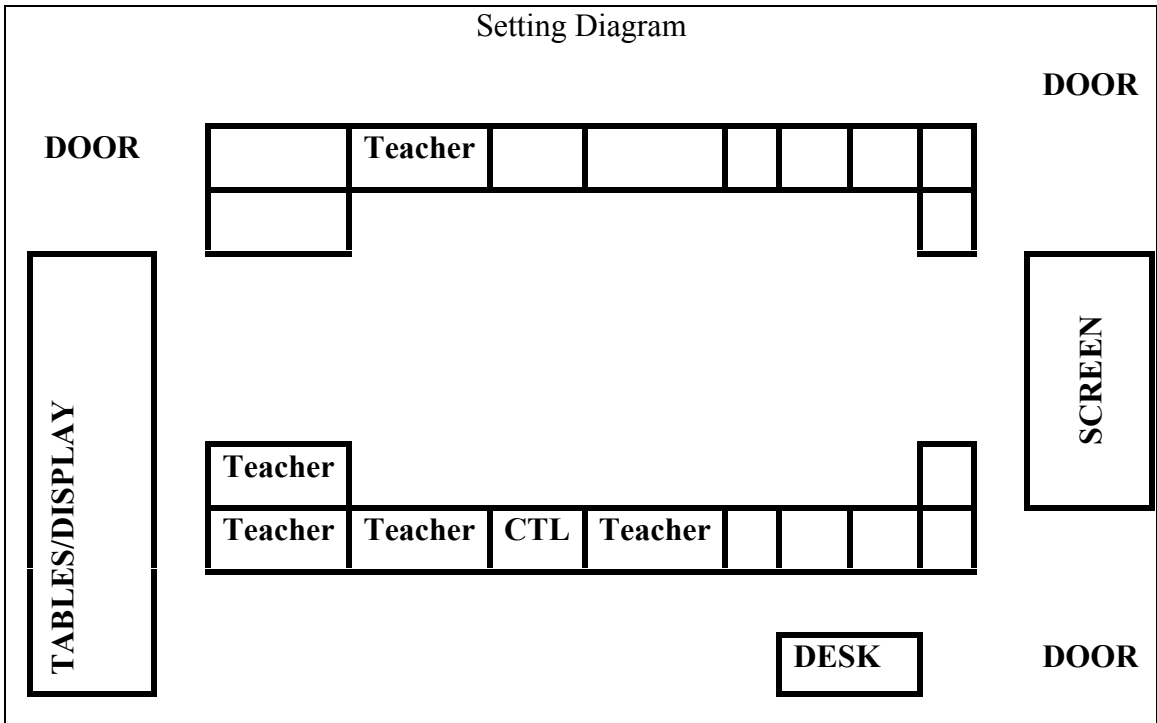 Setting Diagram
DOOR
DOOR
Teacher
TABLES/DISPLAY
SCREEN
Teacher
Teacher Teacher CTL Teacher
DESK
DOOR